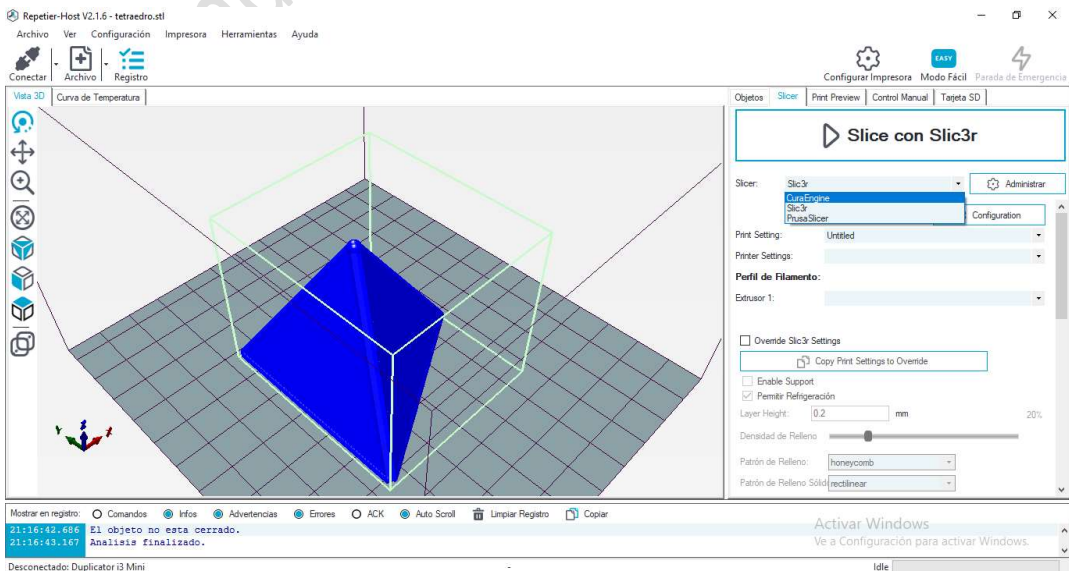 Repetier-Host V2.1.6 - tetraedro.stl
Archivo Ver Configuración Impresora Herramientas Ayuda
Conectar Archivo Registro
EASY
Configurar Impresora Modo Fácil Parada de Emergencia
Vista 3D Curva de Temperatura
Objetos Slicer Print Preview Control Manual Tarjeta SD
Slice con Slic3r
Slicer: Slic3r Administrar
CuraEngine
Slic3r
PrusaSlicer
Configuration
Print Setting: Untitled
Printer Settings:
Perfil de Filamento:
Extrusor 1:
Override Slic3r Settings
Copy Print Settings to Override
Enable Support
Permitir Refrigeración
Layer Height: 0.2 mm 20%
Densidad de Relleno
Patrón de Relleno: honeycomb
Patrón de Relleno Sólid rectilinear
Mostrar en registro: Comandos Infos Advertencias Errores ACK Auto Scroll Limpiar Registro Copiar
21:16:42.686 El objeto no esta cerrado.
21:16:43.167 Analisis finalizado.
Activar Windows
Ve a Configuración para activar Windows.
Desconectado: Duplicator i3 Mini - Idle